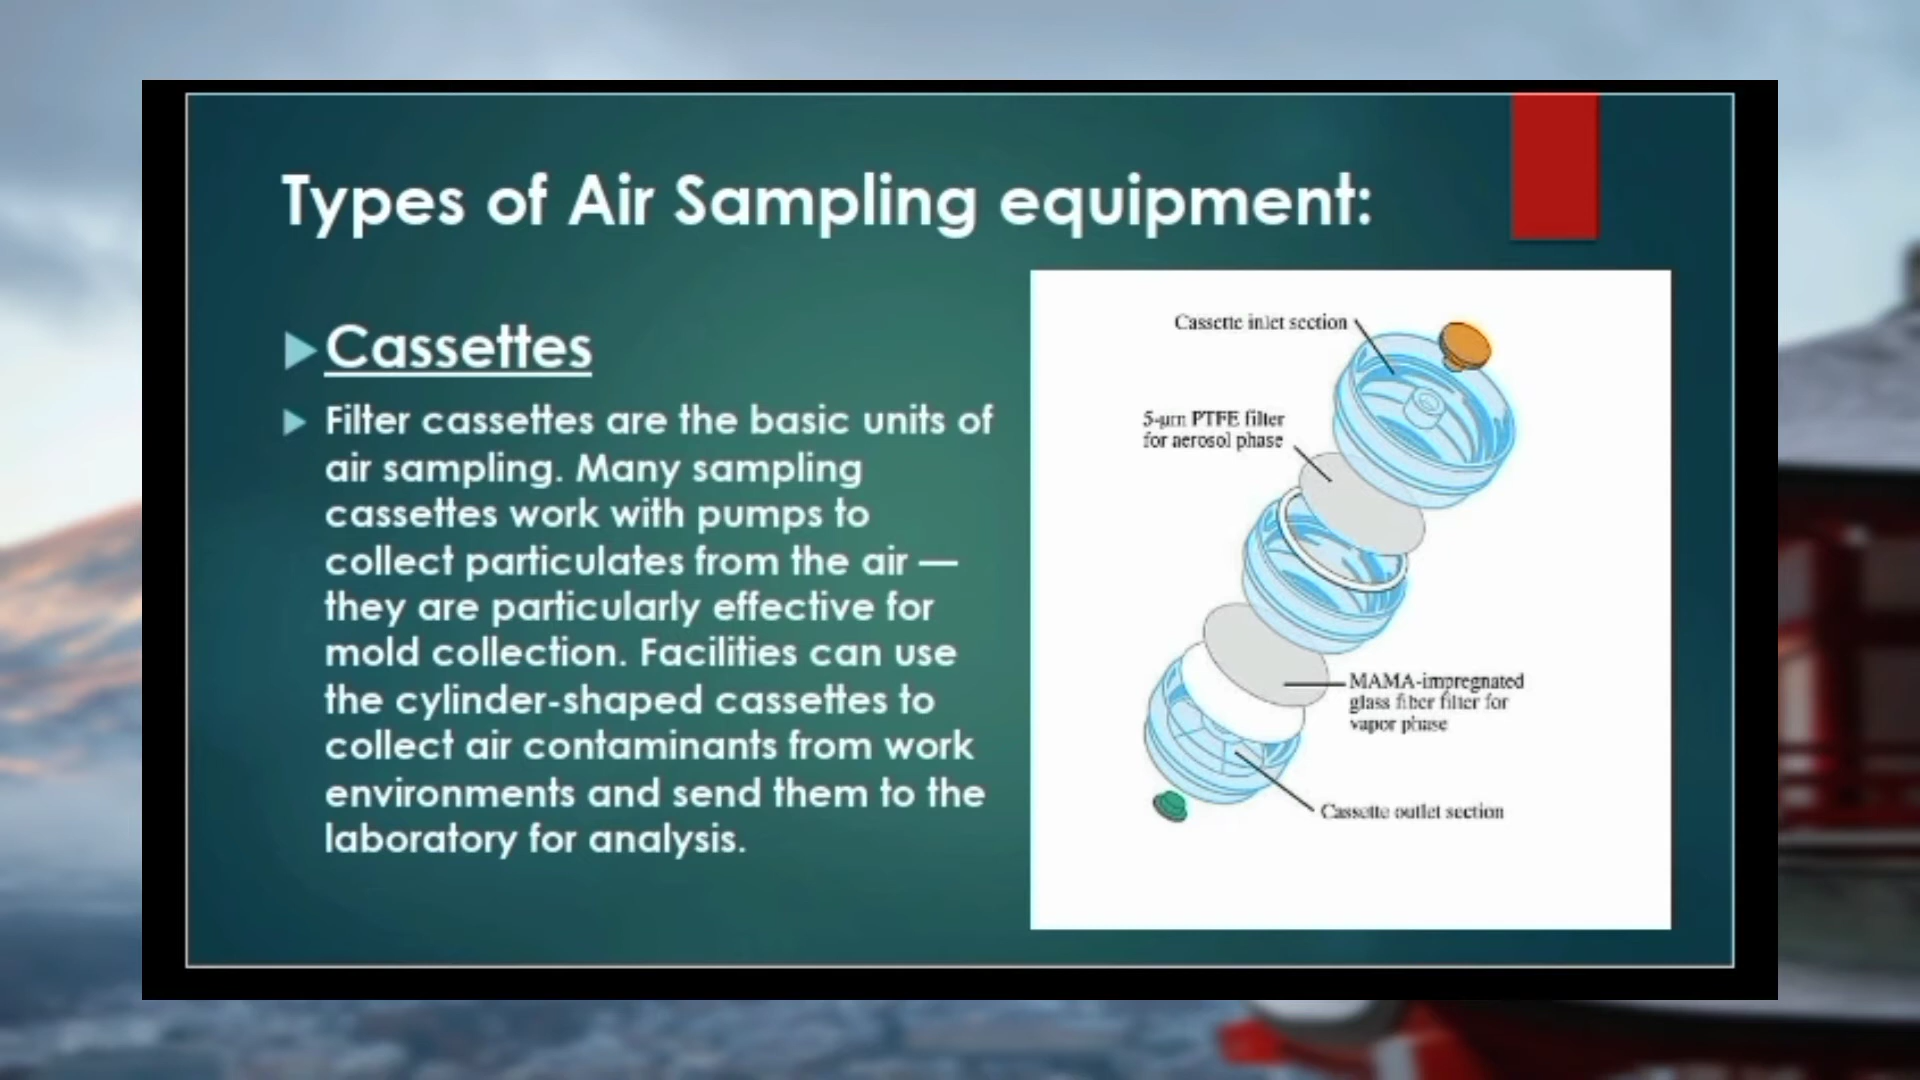 Types of Air Sampling equipment:
Cassettes
Filter cassettes are the basic units of
air sampling. Many sampling
cassettes work with pumps to
collect particulates from the air —
they are particularly effective for
mold collection. Facilities can use
the cylinder-shaped cassettes to
collect air contaminants from work
environments and send them to the
laboratory for analysis.
Cassette inlet section
5-µm PTFE filter
for aerosol phase
MAMA-impregnated
glass fiber filter for
vapor phase
Cassette outlet section